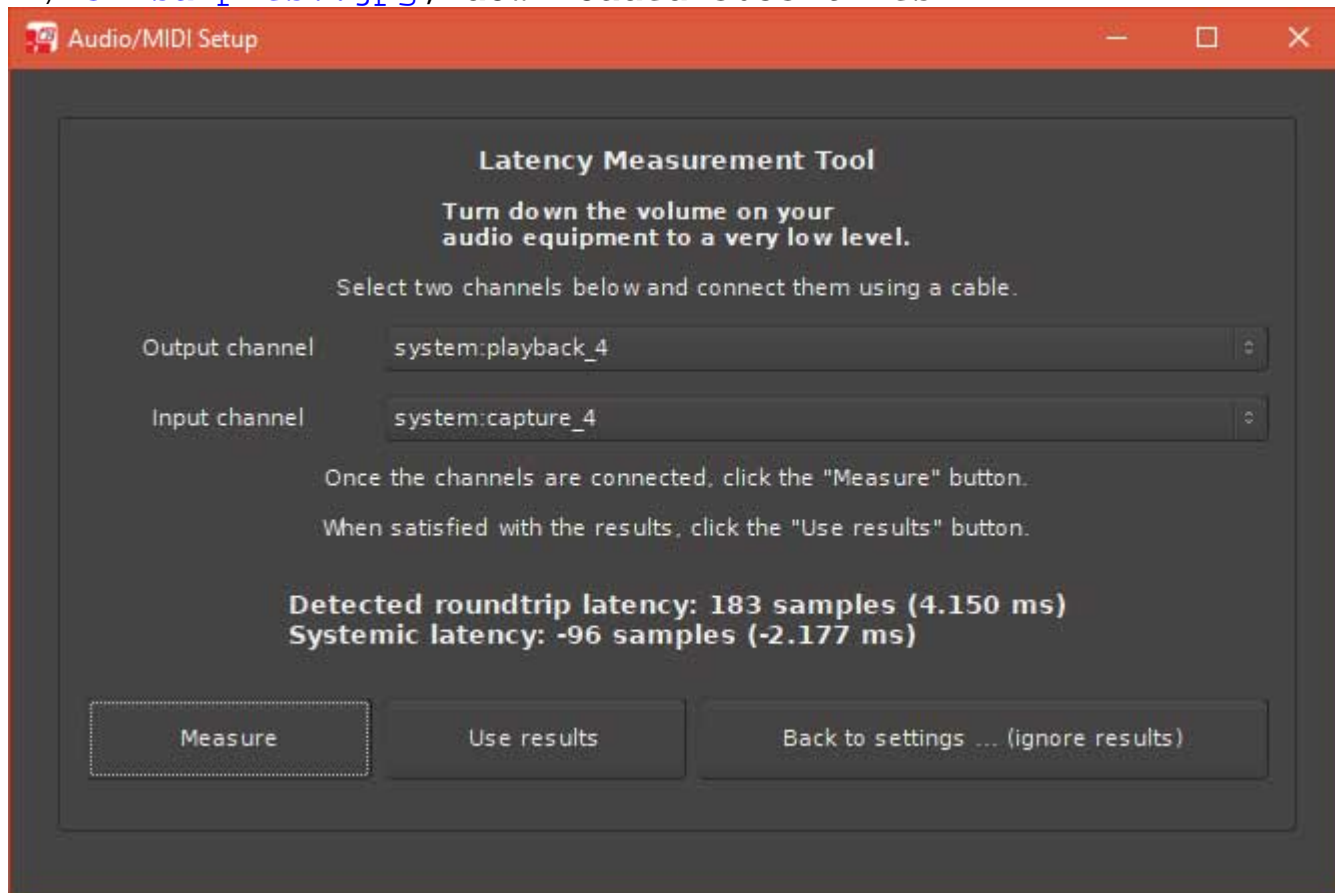 Audio/MIDI Setup
Latency Measurement Tool
Turn down the volume on your
audio equipment to a very low level.
Select two channels below and connect them using a cable.
Output channel system:playback_4
Input channel system:capture_4
Once the channels are connected, click the "Measure" button.
When satisfied with the results, click the "Use results" button.
Detected roundtrip latency: 183 samples (4.150 ms)
Systemic latency: -96 samples (-2.177 ms)
Measure Use results Back to settings ... (ignore results)